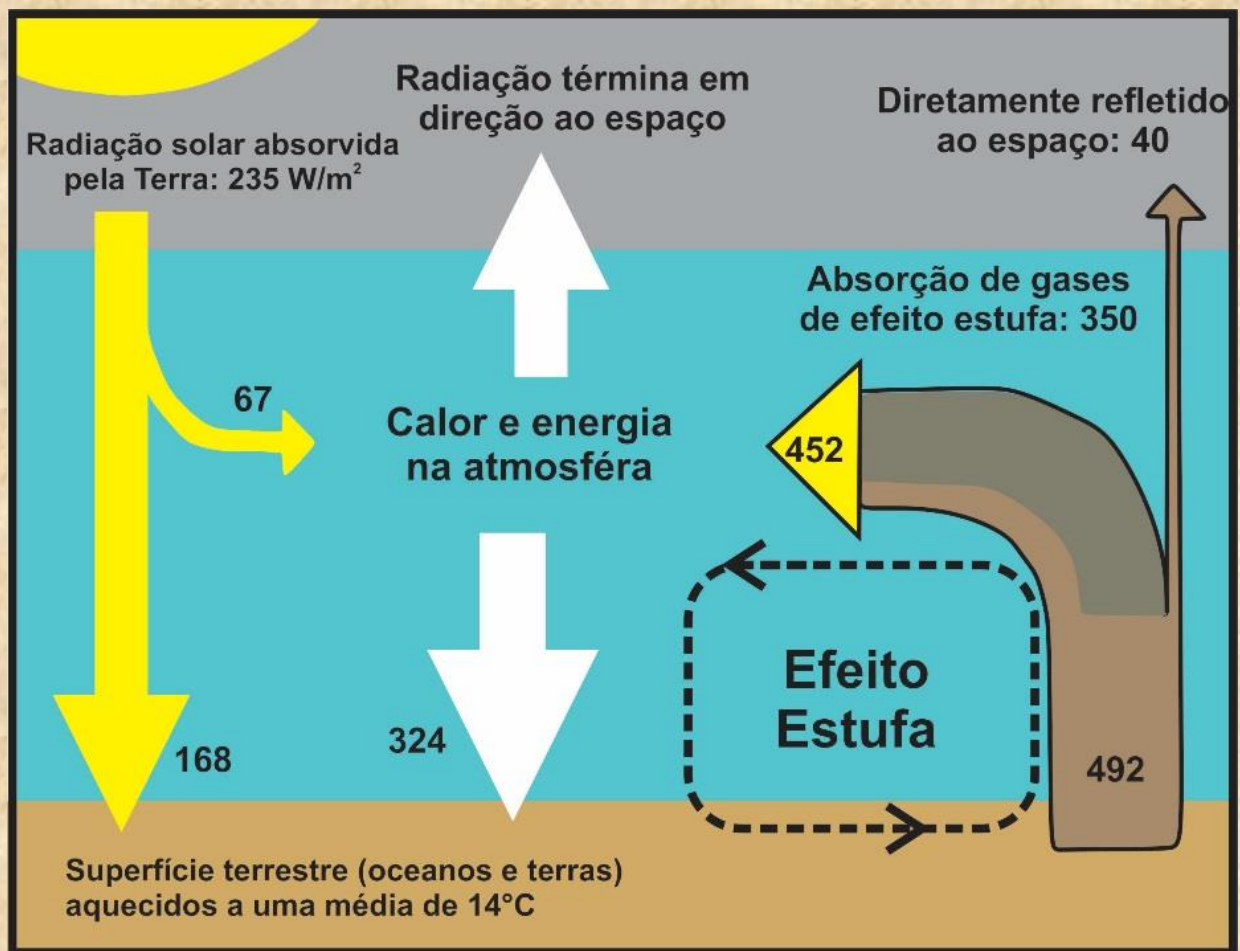 Radiação términa em
direção ao espaço
Diretamente refletido
ao espaço: 40
Radiação solar absorvida
pela Terra: 235 W/m²
Absorção de gases
de efeito estufa: 350
67
Calor e energia
na atmosféra
452
Efeito
Estufa
168
324
492
Superfície terrestre (oceanos e terras)
aquecidos a uma média de 14°C